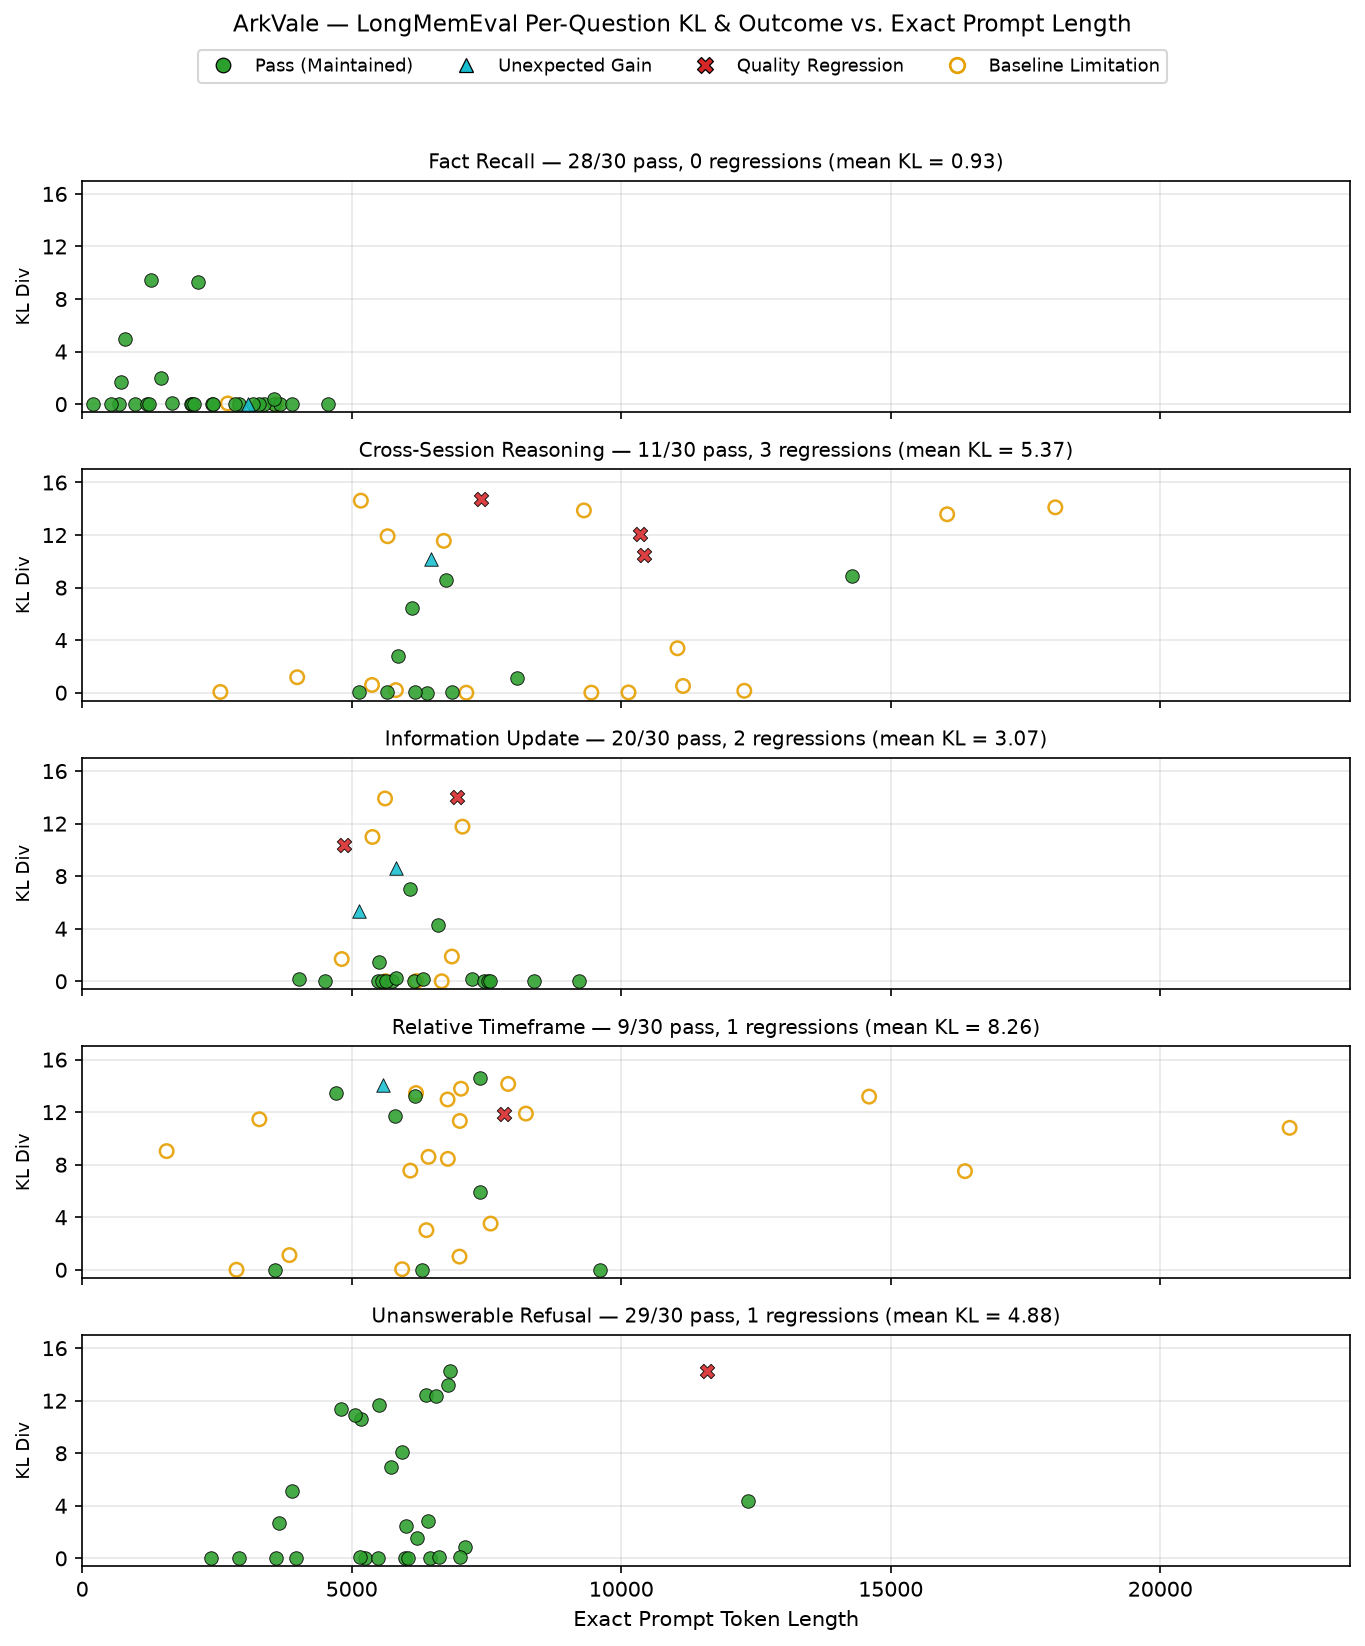 ArkVale — LongMemEval Per-Question KL & Outcome vs. Exact Prompt Length
Pass (Maintained) Unexpected Gain Quality Regression Baseline Limitation
Fact Recall — 28/30 pass, 0 regressions (mean KL = 0.93)
16
12
8
4
0
KL Div
Cross-Session Reasoning — 11/30 pass, 3 regressions (mean KL = 5.37)
16
12
8
4
0
KL Div
Information Update — 20/30 pass, 2 regressions (mean KL = 3.07)
16
12
8
4
0
KL Div
Relative Timeframe — 9/30 pass, 1 regressions (mean KL = 8.26)
16
12
8
4
0
KL Div
Unanswerable Refusal — 29/30 pass, 1 regressions (mean KL = 4.88)
16
12
8
4
0
KL Div
0 5000 10000 15000 20000
Exact Prompt Token Length